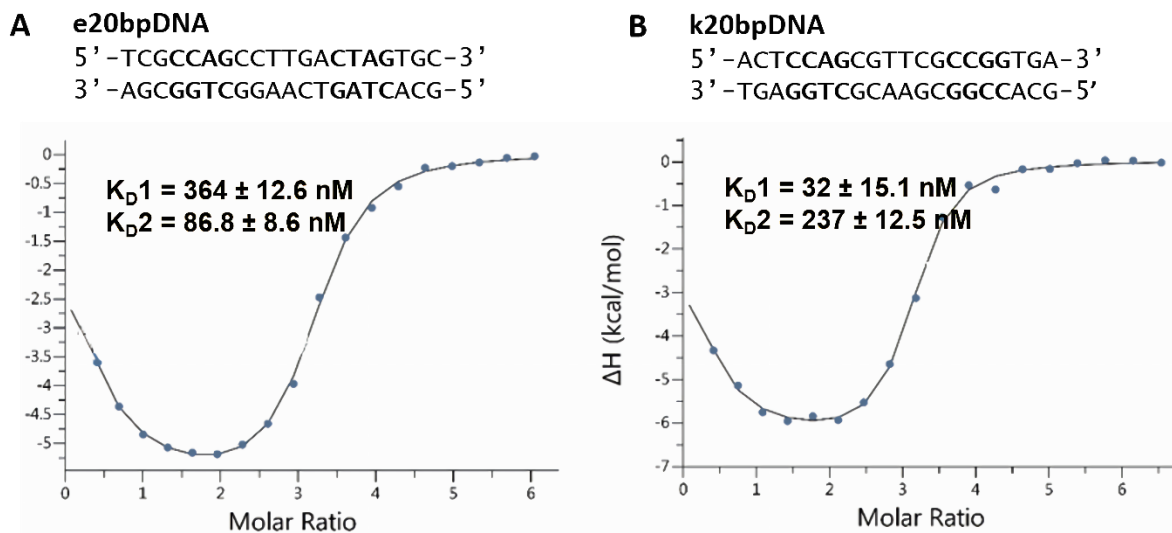 A e20bpDNA
5’-TCGCCAGCCTTGACTAGTGC-3’
3’-AGCGGTCGGAACTGATCACG-5’
K_D1 = 364 ± 12.6 nM
K_D2 = 86.8 ± 8.6 nM
0
-0.5
-1
-1.5
-2
-2.5
-3
-3.5
-4
-4.5
-5
0 1 2 3 4 5 6
Molar Ratio
B k20bpDNA
5’-ACTCCAGCGTTCGCCGGTGA-3’
3’-TGAGGTCGCAAGCGGCCACG-5’
K_D1 = 32 ± 15.1 nM
K_D2 = 237 ± 12.5 nM
ΔH (kcal/mol)
0
-1
-2
-3
-4
-5
-6
-7
0 1 2 3 4 5 6
Molar Ratio